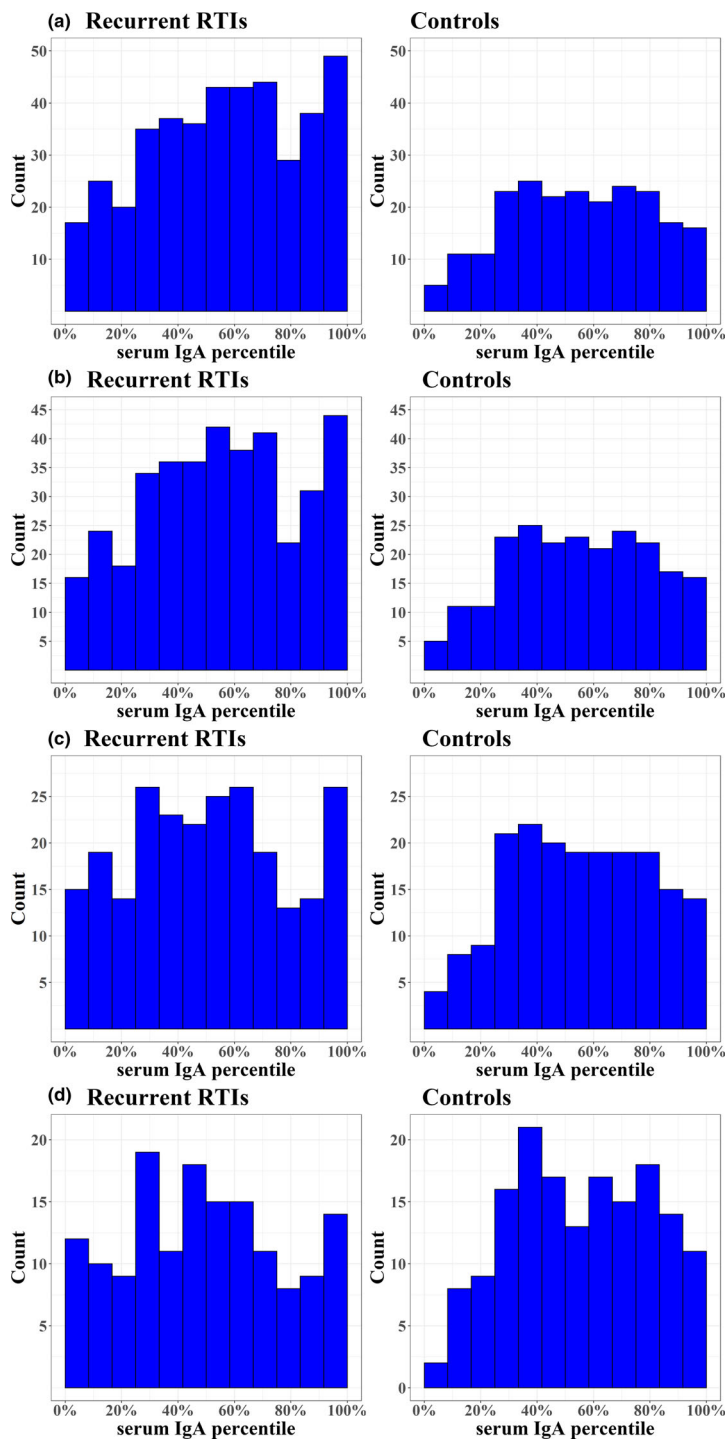 (a) Recurrent RTIs Controls
50 50
40 40
30 30
20 20
10 10
Count Count
0% 20% 40% 60% 80% 100% 0% 20% 40% 60% 80% 100%
serum IgA percentile serum IgA percentile
(b) Recurrent RTIs Controls
45 45
40 40
35 35
30 30
25 25
20 20
15 15
10 10
5 5
Count Count
0% 20% 40% 60% 80% 100% 0% 20% 40% 60% 80% 100%
serum IgA percentile serum IgA percentile
(c) Recurrent RTIs Controls
25 25
20 20
15 15
10 10
5 5
Count Count
0% 20% 40% 60% 80% 100% 0% 20% 40% 60% 80% 100%
serum IgA percentile serum IgA percentile
(d) Recurrent RTIs Controls
20 20
15 15
10 10
5 5
0
Count Count
0% 20% 40% 60% 80% 100% 0% 20% 40% 60% 80% 100%
serum IgA percentile serum IgA percentile